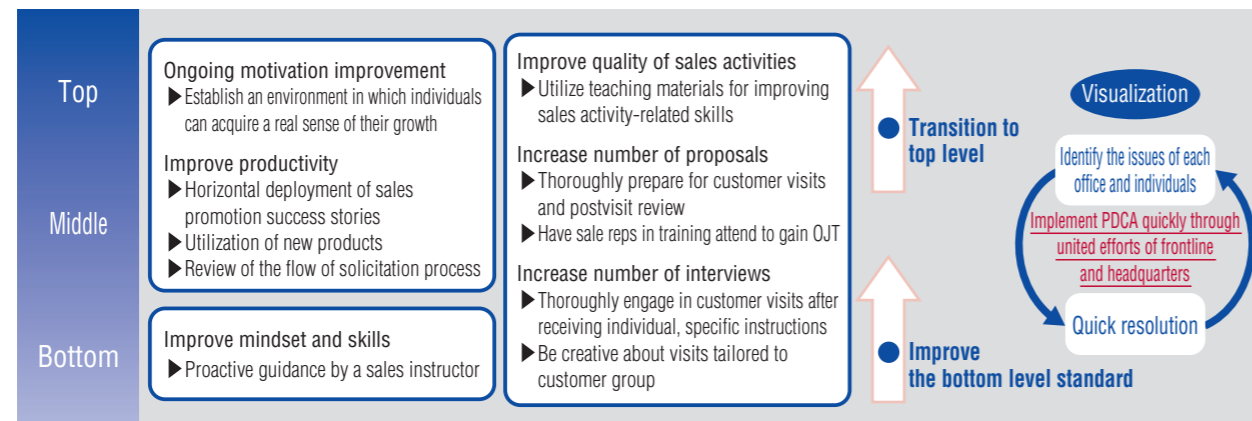 Top
Middle
Bottom
Ongoing motivation improvement
▶Establish an environment in which individuals
can acquire a real sense of their growth
Improve productivity
▶Horizontal deployment of sales
promotion success stories
▶Utilization of new products
▶Review of the flow of solicitation process
Improve mindset and skills
▶Proactive guidance by a sales instructor
Improve quality of sales activities
▶Utilize teaching materials for improving
sales activity-related skills
Increase number of proposals
▶Thoroughly prepare for customer visits
and postvisit review
▶Have sale reps in training attend to gain OJT
Increase number of interviews
▶Thoroughly engage in customer visits after
receiving individual, specific instructions
▶Be creative about visits tailored to
customer group
Transition to
top level
Improve
the bottom level standard
Visualization
Identify the issues of each
office and individuals
Implement PDCA quickly through
united efforts of frontline
and headquarters
Quick resolution